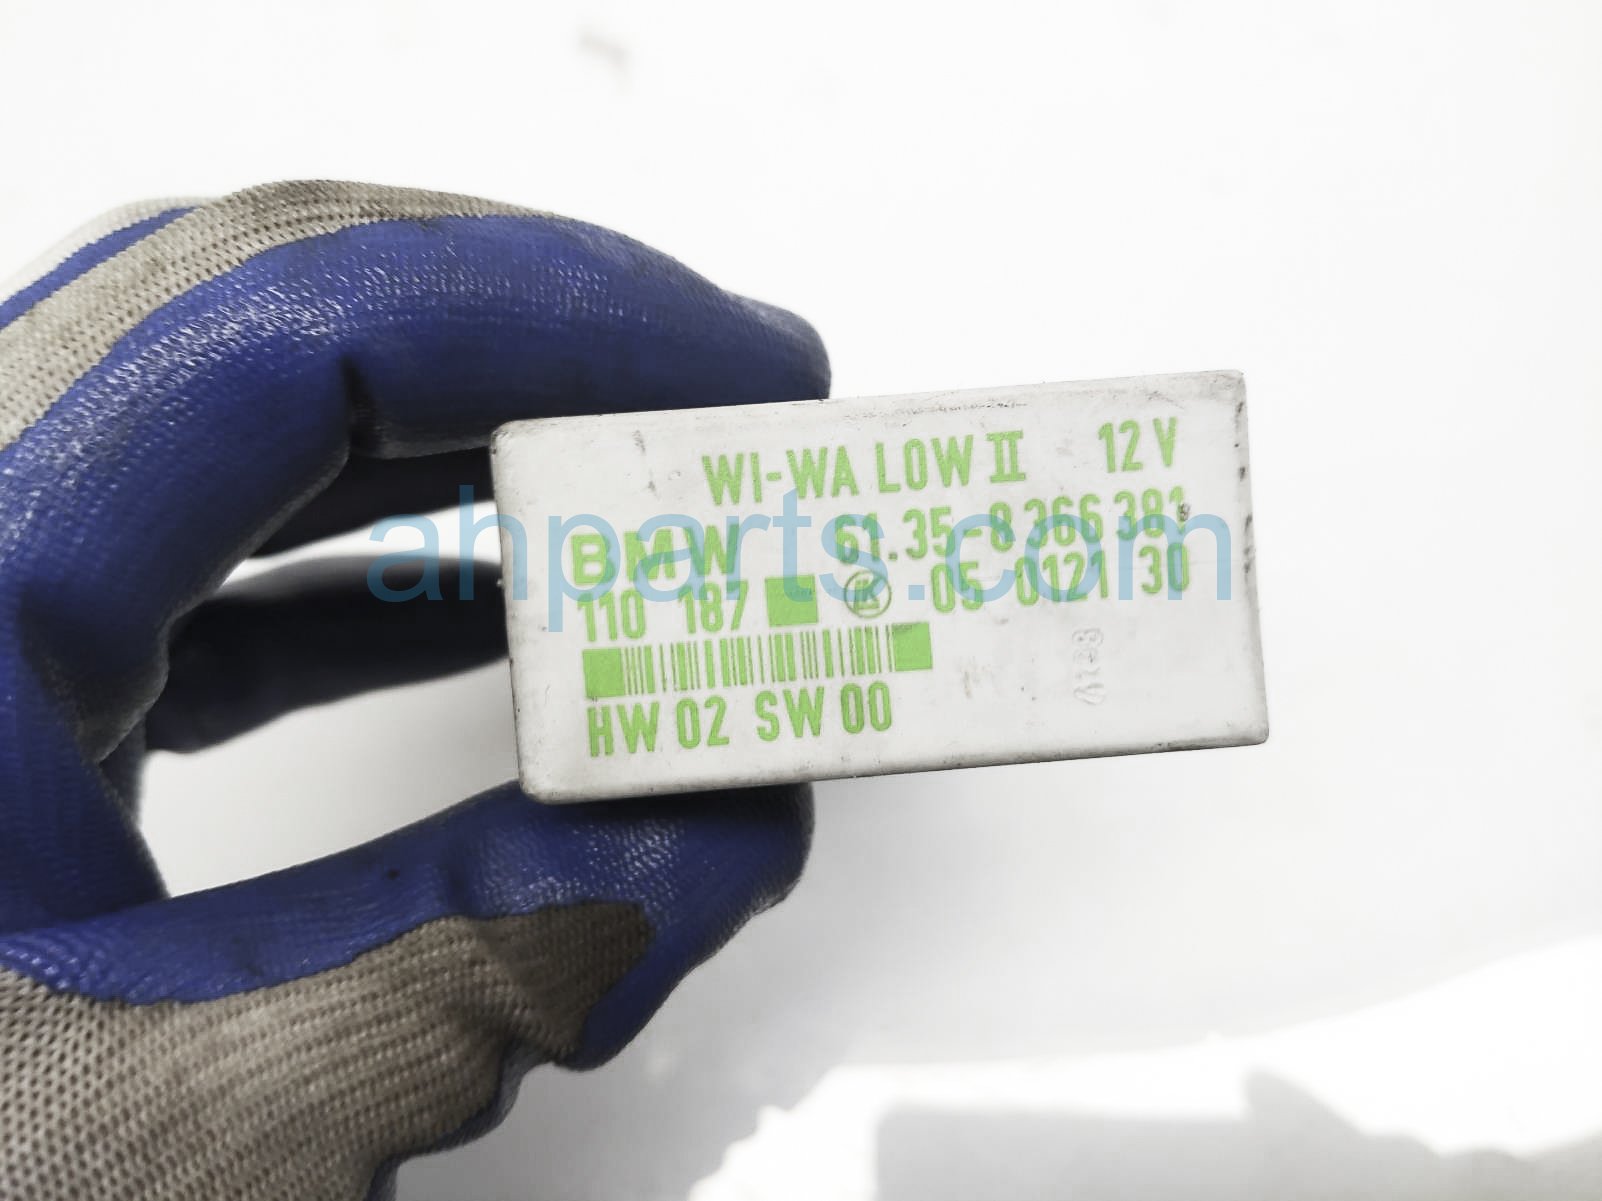 WI-WA LOW II 12 V
BMW 61.35-8 366 381
110 187 LK 05 0121 30
HW 02 SW 00
ahparts.com